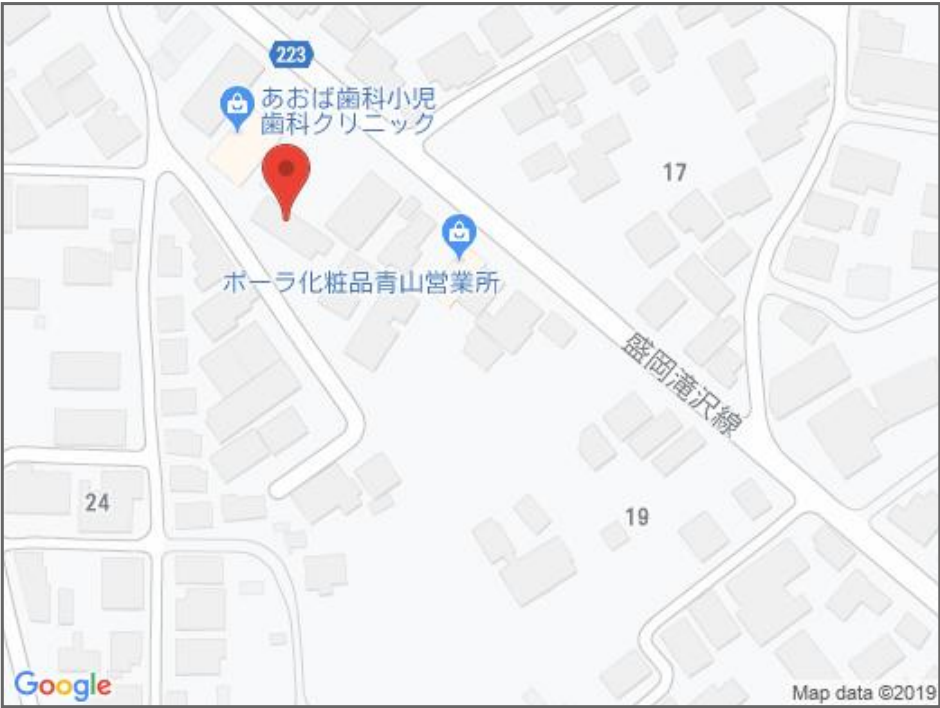 223
あおば歯科小児
歯科クリニック
17
ポーラ化粧品青山営業所
盛岡滝沢線
24
19
Google
Map data ©2019